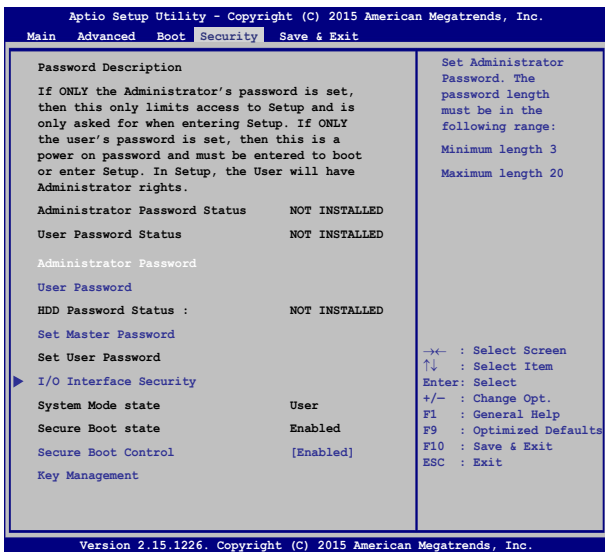 Aptio Setup Utility - Copyright (C) 2015 American Megatrends, Inc.
Main Advanced Boot Security Save & Exit
Password Description
If ONLY the Administrator's password is set,
then this only limits access to Setup and is
only asked for when entering Setup. If ONLY
the user's password is set, then this is a
power on password and must be entered to boot
or enter Setup. In Setup, the User will have
Administrator rights.
Administrator Password Status NOT INSTALLED
User Password Status NOT INSTALLED
Administrator Password
User Password
HDD Password Status : NOT INSTALLED
Set Master Password
Set User Password
I/O Interface Security
System Mode state User
Secure Boot state Enabled
Secure Boot Control [Enabled]
Key Management
Set Administrator
Password. The
password length
must be in the
following range:
Minimum length 3
Maximum length 20
→← : Select Screen
↑↓ : Select Item
Enter: Select
+/— : Change Opt.
F1 : General Help
F9 : Optimized Defaults
F10 : Save & Exit
ESC : Exit
Version 2.15.1226. Copyright (C) 2015 American Megatrends, Inc.